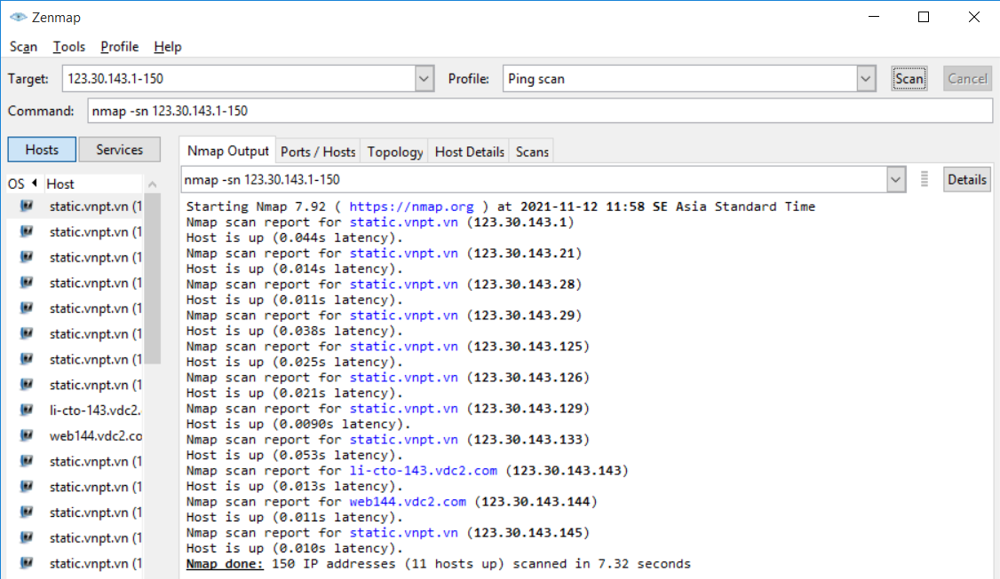 Zenmap
Scan Tools Profile Help
Target: 123.30.143.1-150 Profile: Ping scan Scan Cancel
Command: nmap -sn 123.30.143.1-150
Hosts Services
Nmap Output Ports / Hosts Topology Host Details Scans
nmap -sn 123.30.143.1-150 Details
OS Host
static.vnpt.vn (1
static.vnpt.vn (1
static.vnpt.vn (1
static.vnpt.vn (1
static.vnpt.vn (1
static.vnpt.vn (1
static.vnpt.vn (1
static.vnpt.vn (1
li-cto-143.vdc2.
web144.vdc2.co
static.vnpt.vn (1
static.vnpt.vn (1
static.vnpt.vn (1
static.vnpt.vn (1
static.vnpt.vn (1
Starting Nmap 7.92 ( https://nmap.org ) at 2021-11-12 11:58 SE Asia Standard Time
Nmap scan report for static.vnpt.vn (123.30.143.1)
Host is up (0.044s latency).
Nmap scan report for static.vnpt.vn (123.30.143.21)
Host is up (0.014s latency).
Nmap scan report for static.vnpt.vn (123.30.143.28)
Host is up (0.011s latency).
Nmap scan report for static.vnpt.vn (123.30.143.29)
Host is up (0.038s latency).
Nmap scan report for static.vnpt.vn (123.30.143.125)
Host is up (0.025s latency).
Nmap scan report for static.vnpt.vn (123.30.143.126)
Host is up (0.021s latency).
Nmap scan report for static.vnpt.vn (123.30.143.129)
Host is up (0.0090s latency).
Nmap scan report for static.vnpt.vn (123.30.143.133)
Host is up (0.053s latency).
Nmap scan report for li-cto-143.vdc2.com (123.30.143.143)
Host is up (0.013s latency).
Nmap scan report for web144.vdc2.com (123.30.143.144)
Host is up (0.011s latency).
Nmap scan report for static.vnpt.vn (123.30.143.145)
Host is up (0.010s latency).
Nmap done: 150 IP addresses (11 hosts up) scanned in 7.32 seconds